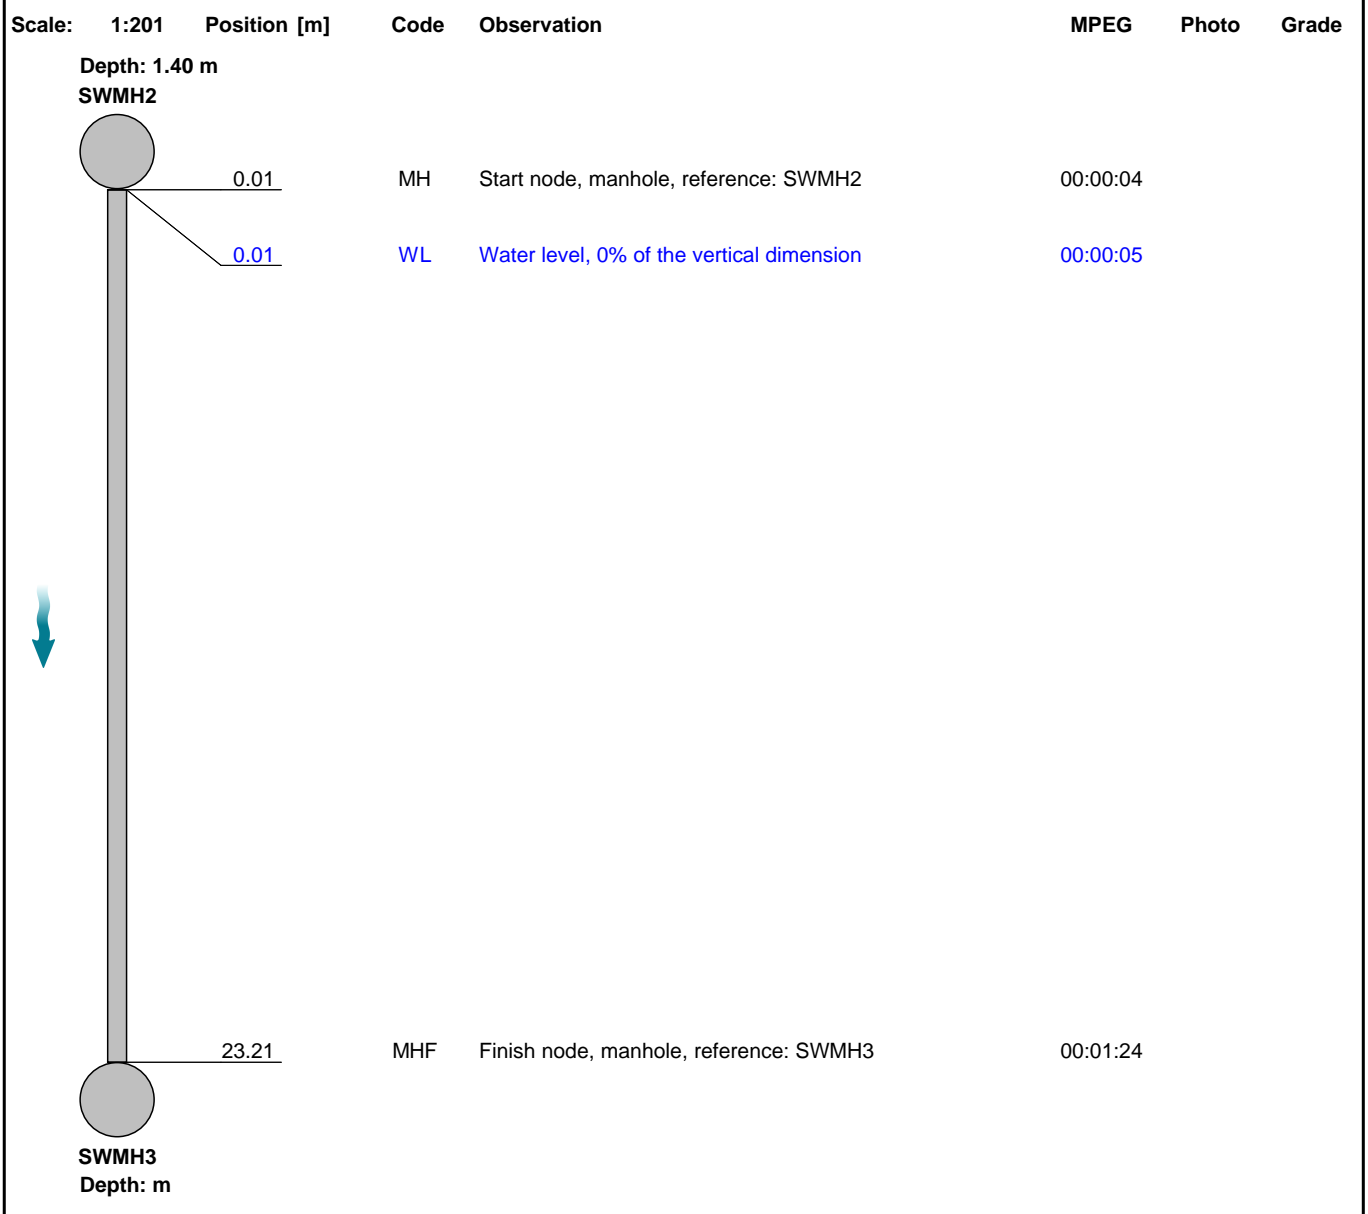 Scale: 1:201 Position [m] Code Observation MPEG Photo Grade
Depth: 1.40 m
SWMH2
0.01 MH Start node, manhole, reference: SWMH2 00:00:04
0.01 WL Water level, 0% of the vertical dimension 00:00:05
23.21 MHF Finish node, manhole, reference: SWMH3 00:01:24
SWMH3
Depth: m